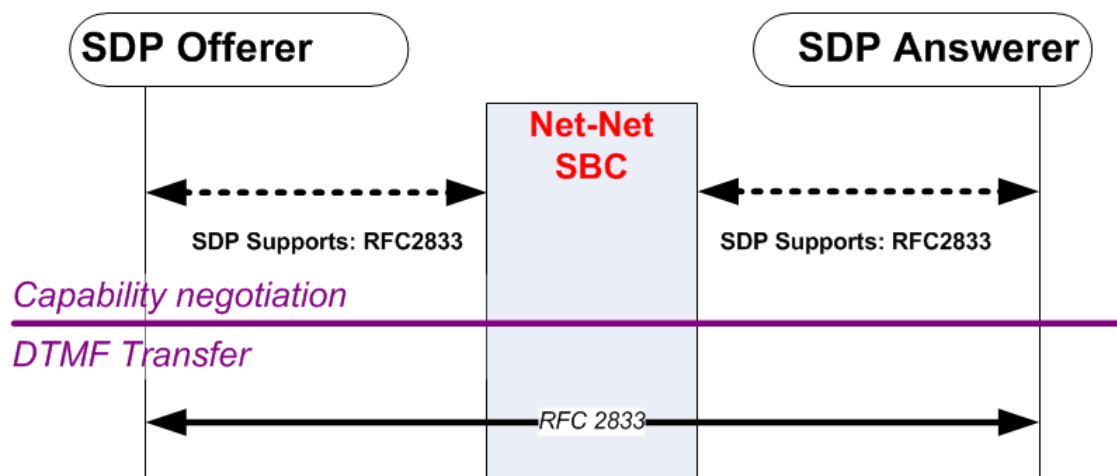 SDP Offerer
SDP Answerer
Net-Net
SBC
SDP Supports: RFC2833
SDP Supports: RFC2833
Capability negotiation
DTMF Transfer
RFC 2833